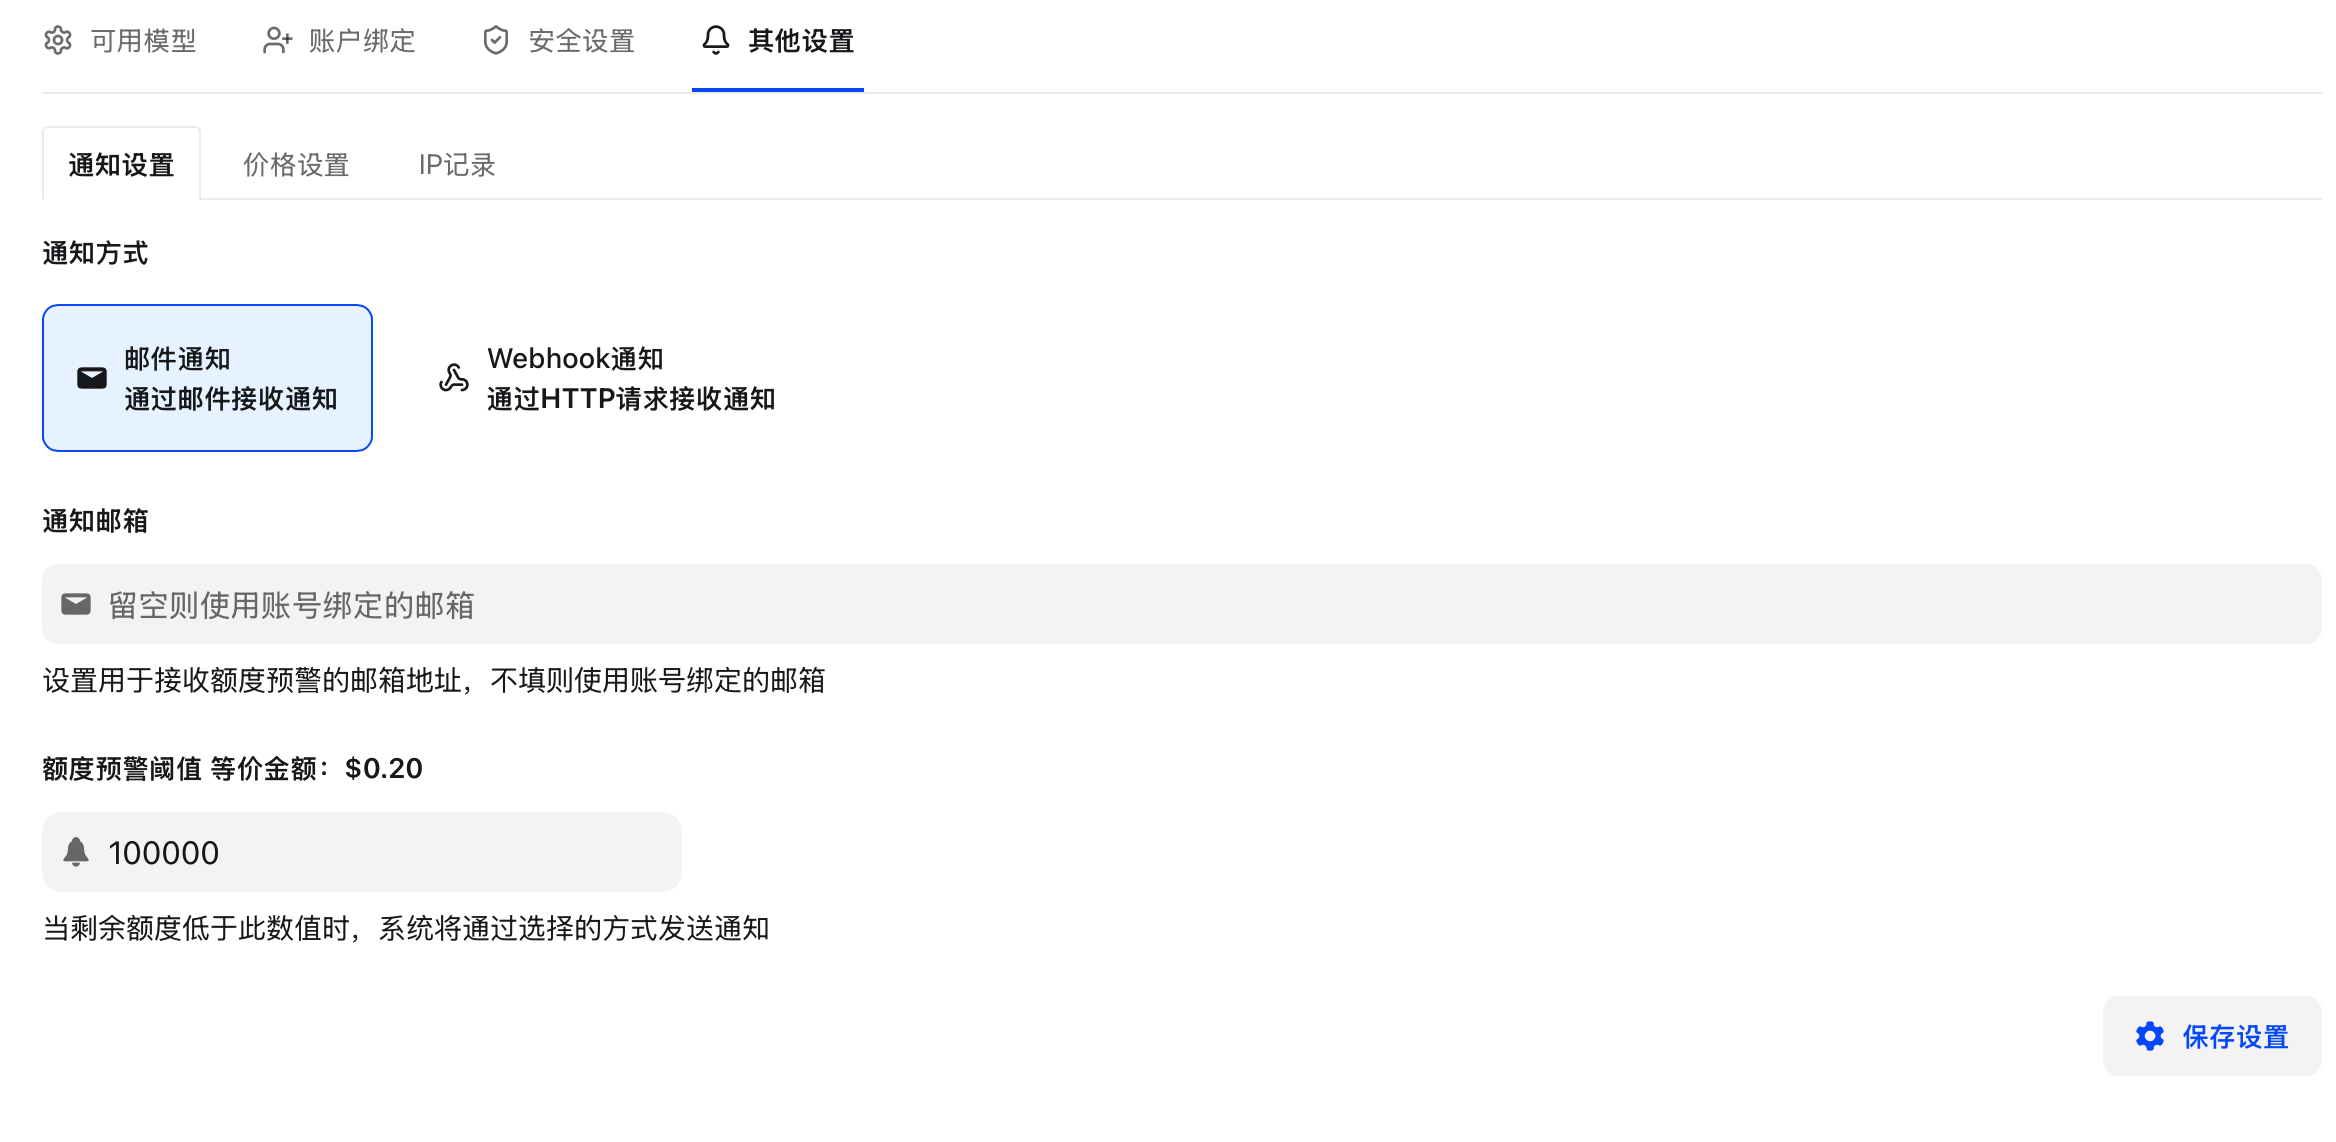 可用模型 账户绑定 安全设置 其他设置
通知设置 价格设置 IP记录
通知方式
邮件通知
通过邮件接收通知
Webhook通知
通过HTTP请求接收通知
通知邮箱
留空则使用账号绑定的邮箱
设置用于接收额度预警的邮箱地址，不填则使用账号绑定的邮箱
额度预警阈值 等价金额：$0.20
100000
当剩余额度低于此数值时，系统将通过选择的方式发送通知
保存设置